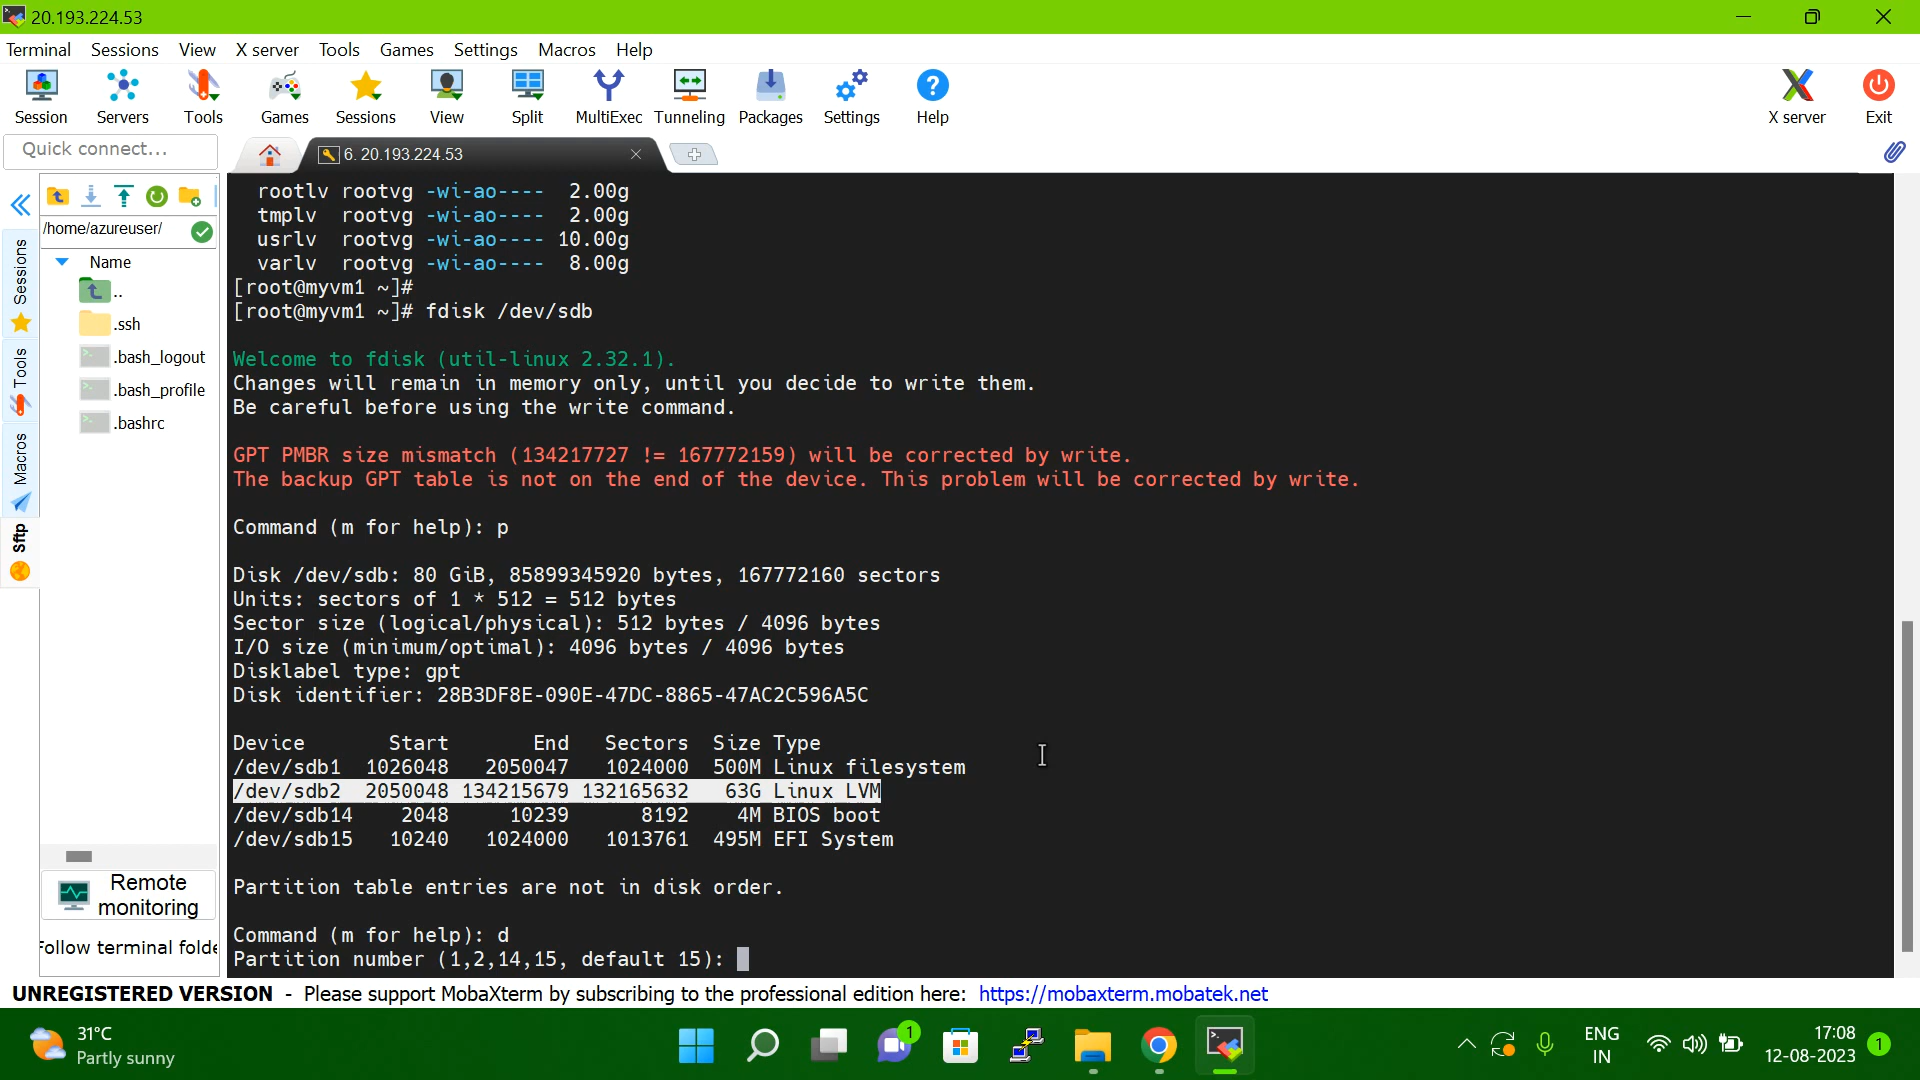 20.193.224.53
Terminal Sessions View X server Tools Games Settings Macros Help
Session Servers Tools Games Sessions View Split MultiExec Tunneling Packages Settings Help X server Exit
Quick connect...
6. 20.193.224.53
/home/azureuser/
Name
..
.ssh
.bash_logout
.bash_profile
.bashrc
Sessions
Tools
Macros
Sftp
Remote
monitoring
Follow terminal folde
rootlv rootvg -wi-ao---- 2.00g
tmplv rootvg -wi-ao---- 2.00g
usrlv rootvg -wi-ao---- 10.00g
varlv rootvg -wi-ao---- 8.00g
[root@myvm1 ~]#
[root@myvm1 ~]# fdisk /dev/sdb
Welcome to fdisk (util-linux 2.32.1).
Changes will remain in memory only, until you decide to write them.
Be careful before using the write command.
GPT PMBR size mismatch (134217727 != 167772159) will be corrected by write.
The backup GPT table is not on the end of the device. This problem will be corrected by write.
Command (m for help): p
Disk /dev/sdb: 80 GiB, 85899345920 bytes, 167772160 sectors
Units: sectors of 1 * 512 = 512 bytes
Sector size (logical/physical): 512 bytes / 4096 bytes
I/O size (minimum/optimal): 4096 bytes / 4096 bytes
Disklabel type: gpt
Disk identifier: 28B3DF8E-090E-47DC-8865-47AC2C596A5C
Device Start End Sectors Size Type
/dev/sdb1 1026048 2050047 1024000 500M Linux filesystem
/dev/sdb2 2050048 134215679 132165632 63G Linux LVM
/dev/sdb14 2048 10239 8192 4M BIOS boot
/dev/sdb15 10240 1024000 1013761 495M EFI System
Partition table entries are not in disk order.
Command (m for help): d
Partition number (1,2,14,15, default 15):
UNREGISTERED VERSION - Please support MobaXterm by subscribing to the professional edition here: https://mobaxterm.mobatek.net
31°C
Partly sunny
1
ENG
IN
17:08
12-08-2023
1